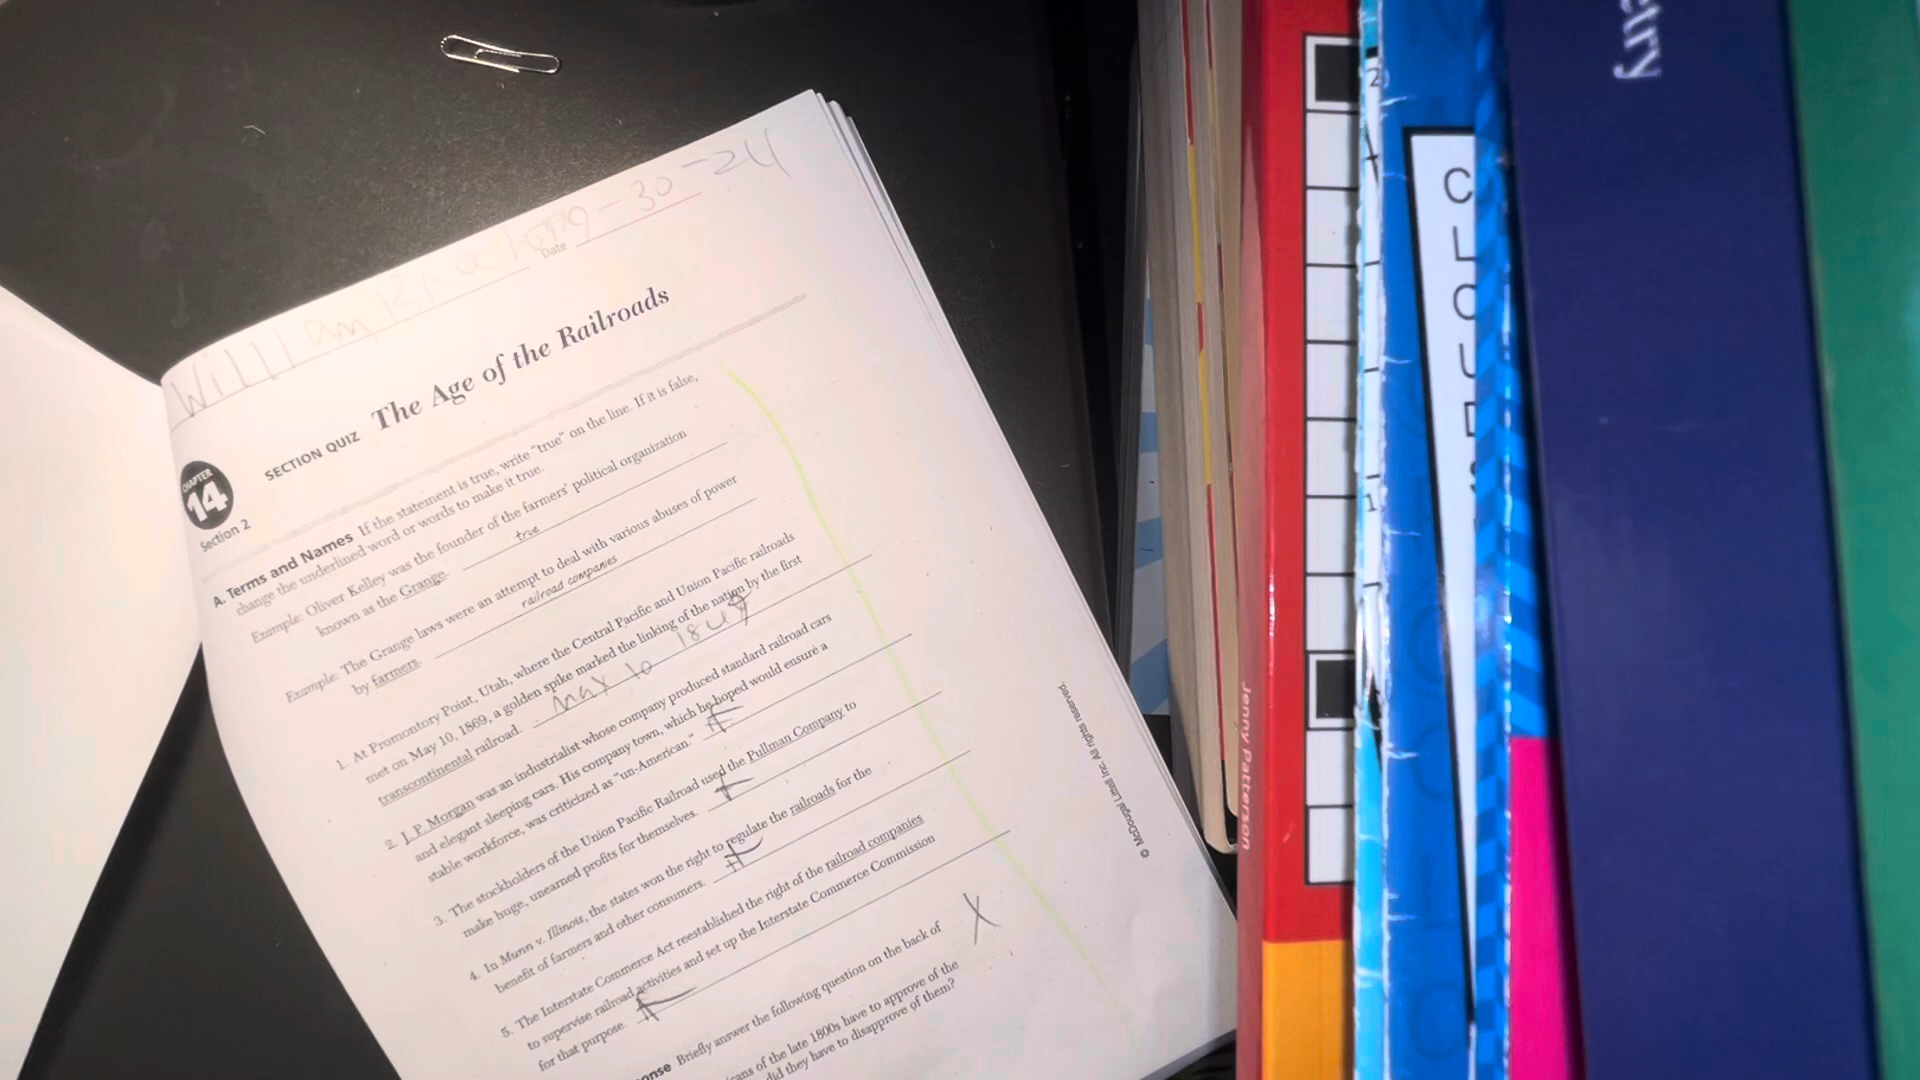 William
Date 9-30-24
CHAPTER
14
Section 2
SECTION QUIZ The Age of the Railroads
A. Terms and Names If the statement is true, write "true" on the line. If it is false,
change the underlined word or words to make it true.
Example: Oliver Kelley was the founder of the farmers' political organization
known as the Grange. true
Example: The Grange laws were an attempt to deal with various abuses of power
by farmers. railroad companies
1. At Promontory Point, Utah, where the Central Pacific and Union Pacific railroads
met on May 10, 1869, a golden spike marked the linking of the nation by the first
transcontinental railroad. may 10
2. J. P. Morgan was an industrialist whose company produced standard railroad cars
and elegant sleeping cars. His company town, which he hoped would ensure a
stable workforce, was criticized as "un-American." F
3. The stockholders of the Union Pacific Railroad used the Pullman Company to
make huge, unearned profits for themselves. F
4. In Munn v. Illinois, the states won the right to regulate the railroads for the
benefit of farmers and other consumers.
5. The Interstate Commerce Act reestablished the right of the railroad companies
to supervise railroad activities and set up the Interstate Commerce Commission
for that purpose. F
X
Briefly answer the following question on the back of
of the late 1800s have to approve of the
did they have to disapprove of them?
© McDougal Littell Inc. All rights reserved.
Jenny Patterson
2
1
7
C
L